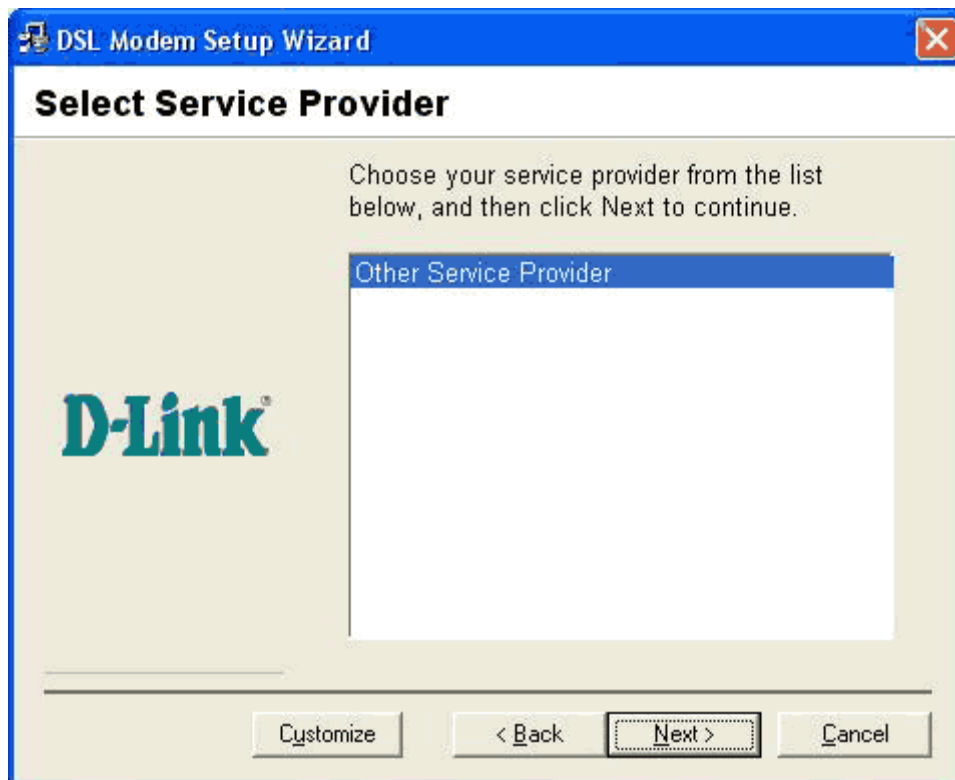 DSL Modem Setup Wizard
Select Service Provider
Choose your service provider from the list
below, and then click Next to continue.
Other Service Provider
D-Link®
Customize
< Back
Next >
Cancel